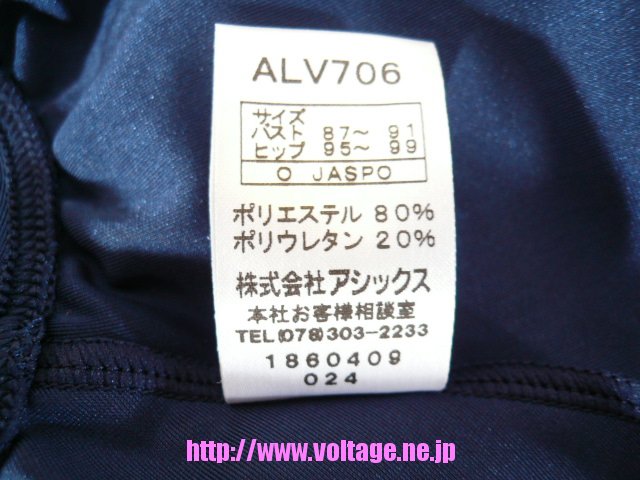 ALV706
サイズ
バスト 87～ 91
ヒップ 95～ 99
O JASPO
ポリエステル 80%
ポリウレタン 20%
株式会社アシックス
本社お客様相談室
TEL(078)303-2233
1860409
024
http://www.voltage.ne.jp